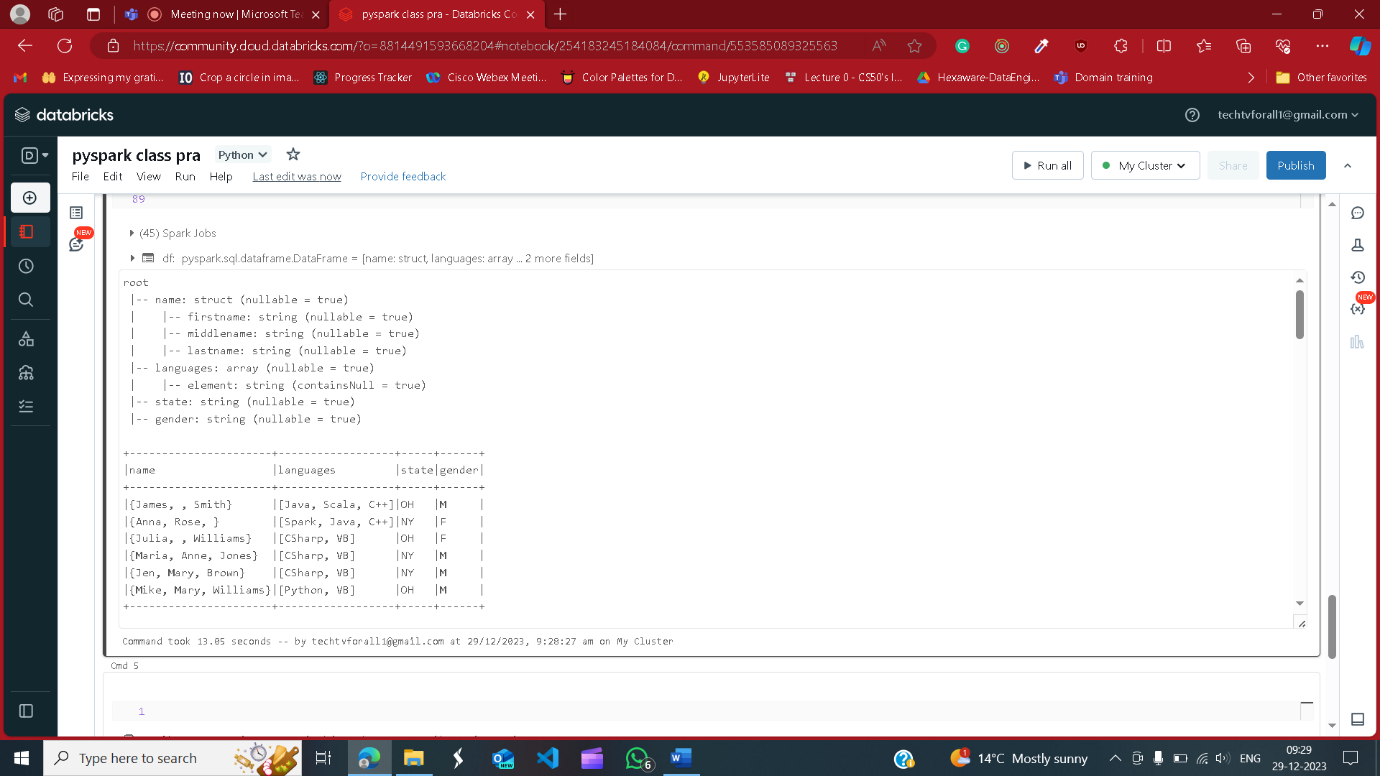 Meeting now | Microsoft Tea
pyspark class pra - Databricks Co
https://community.cloud.databricks.com/?o=8814491593668204#notebook/254183245184084/command/553585089325563
Expressing my grati...
Crop a circle in ima...
Progress Tracker
Cisco Webex Meeti...
Color Palettes for D...
JupyterLite
Lecture 0 - CS50's I...
Hexaware-DataEngi...
Domain training
Other favorites
databricks
techtvforall1@gmail.com
D
pyspark class pra
Python
Run all
My Cluster
Share
Publish
File Edit View Run Help Last edit was now Provide feedback
NEW
NEW
89
(45) Spark Jobs
df: pyspark.sql.dataframe.DataFrame = [name: struct, languages: array ... 2 more fields]
root
|-- name: struct (nullable = true)
|    |-- firstname: string (nullable = true)
|    |-- middlename: string (nullable = true)
|    |-- lastname: string (nullable = true)
|-- languages: array (nullable = true)
|    |-- element: string (containsNull = true)
|-- state: string (nullable = true)
|-- gender: string (nullable = true)
+----------------------+------------------+-----+------+
|name                  |languages         |state|gender|
+----------------------+------------------+-----+------+
|{James, , Smith}      |[Java, Scala, C++]|OH   |M     |
|{Anna, Rose, }        |[Spark, Java, C++]|NY   |F     |
|{Julia, , Williams}   |[CSharp, VB]      |OH   |F     |
|{Maria, Anne, Jones}  |[CSharp, VB]      |NY   |M     |
|{Jen, Mary, Brown}    |[CSharp, VB]      |NY   |M     |
|{Mike, Mary, Williams}|[Python, VB]      |OH   |M     |
+----------------------+------------------+-----+------+
Command took 13.05 seconds -- by techtvforall1@gmail.com at 29/12/2023, 9:28:27 am on My Cluster
Cmd 5
1
Type here to search
6
1
14°C Mostly sunny
ENG
09:29
29-12-2023